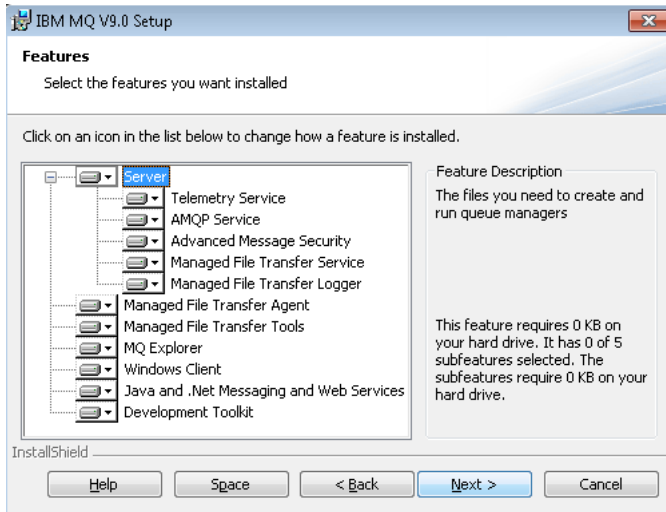 IBM MQ V9.0 Setup
Features
Select the features you want installed
Click on an icon in the list below to change how a feature is installed.
Server
Telemetry Service
AMQP Service
Advanced Message Security
Managed File Transfer Service
Managed File Transfer Logger
Managed File Transfer Agent
Managed File Transfer Tools
MQ Explorer
Windows Client
Java and .Net Messaging and Web Services
Development Toolkit
Feature Description
The files you need to create and
run queue managers
This feature requires 0 KB on
your hard drive. It has 0 of 5
subfeatures selected. The
subfeatures require 0 KB on your
hard drive.
InstallShield
Help
Space
< Back
Next >
Cancel